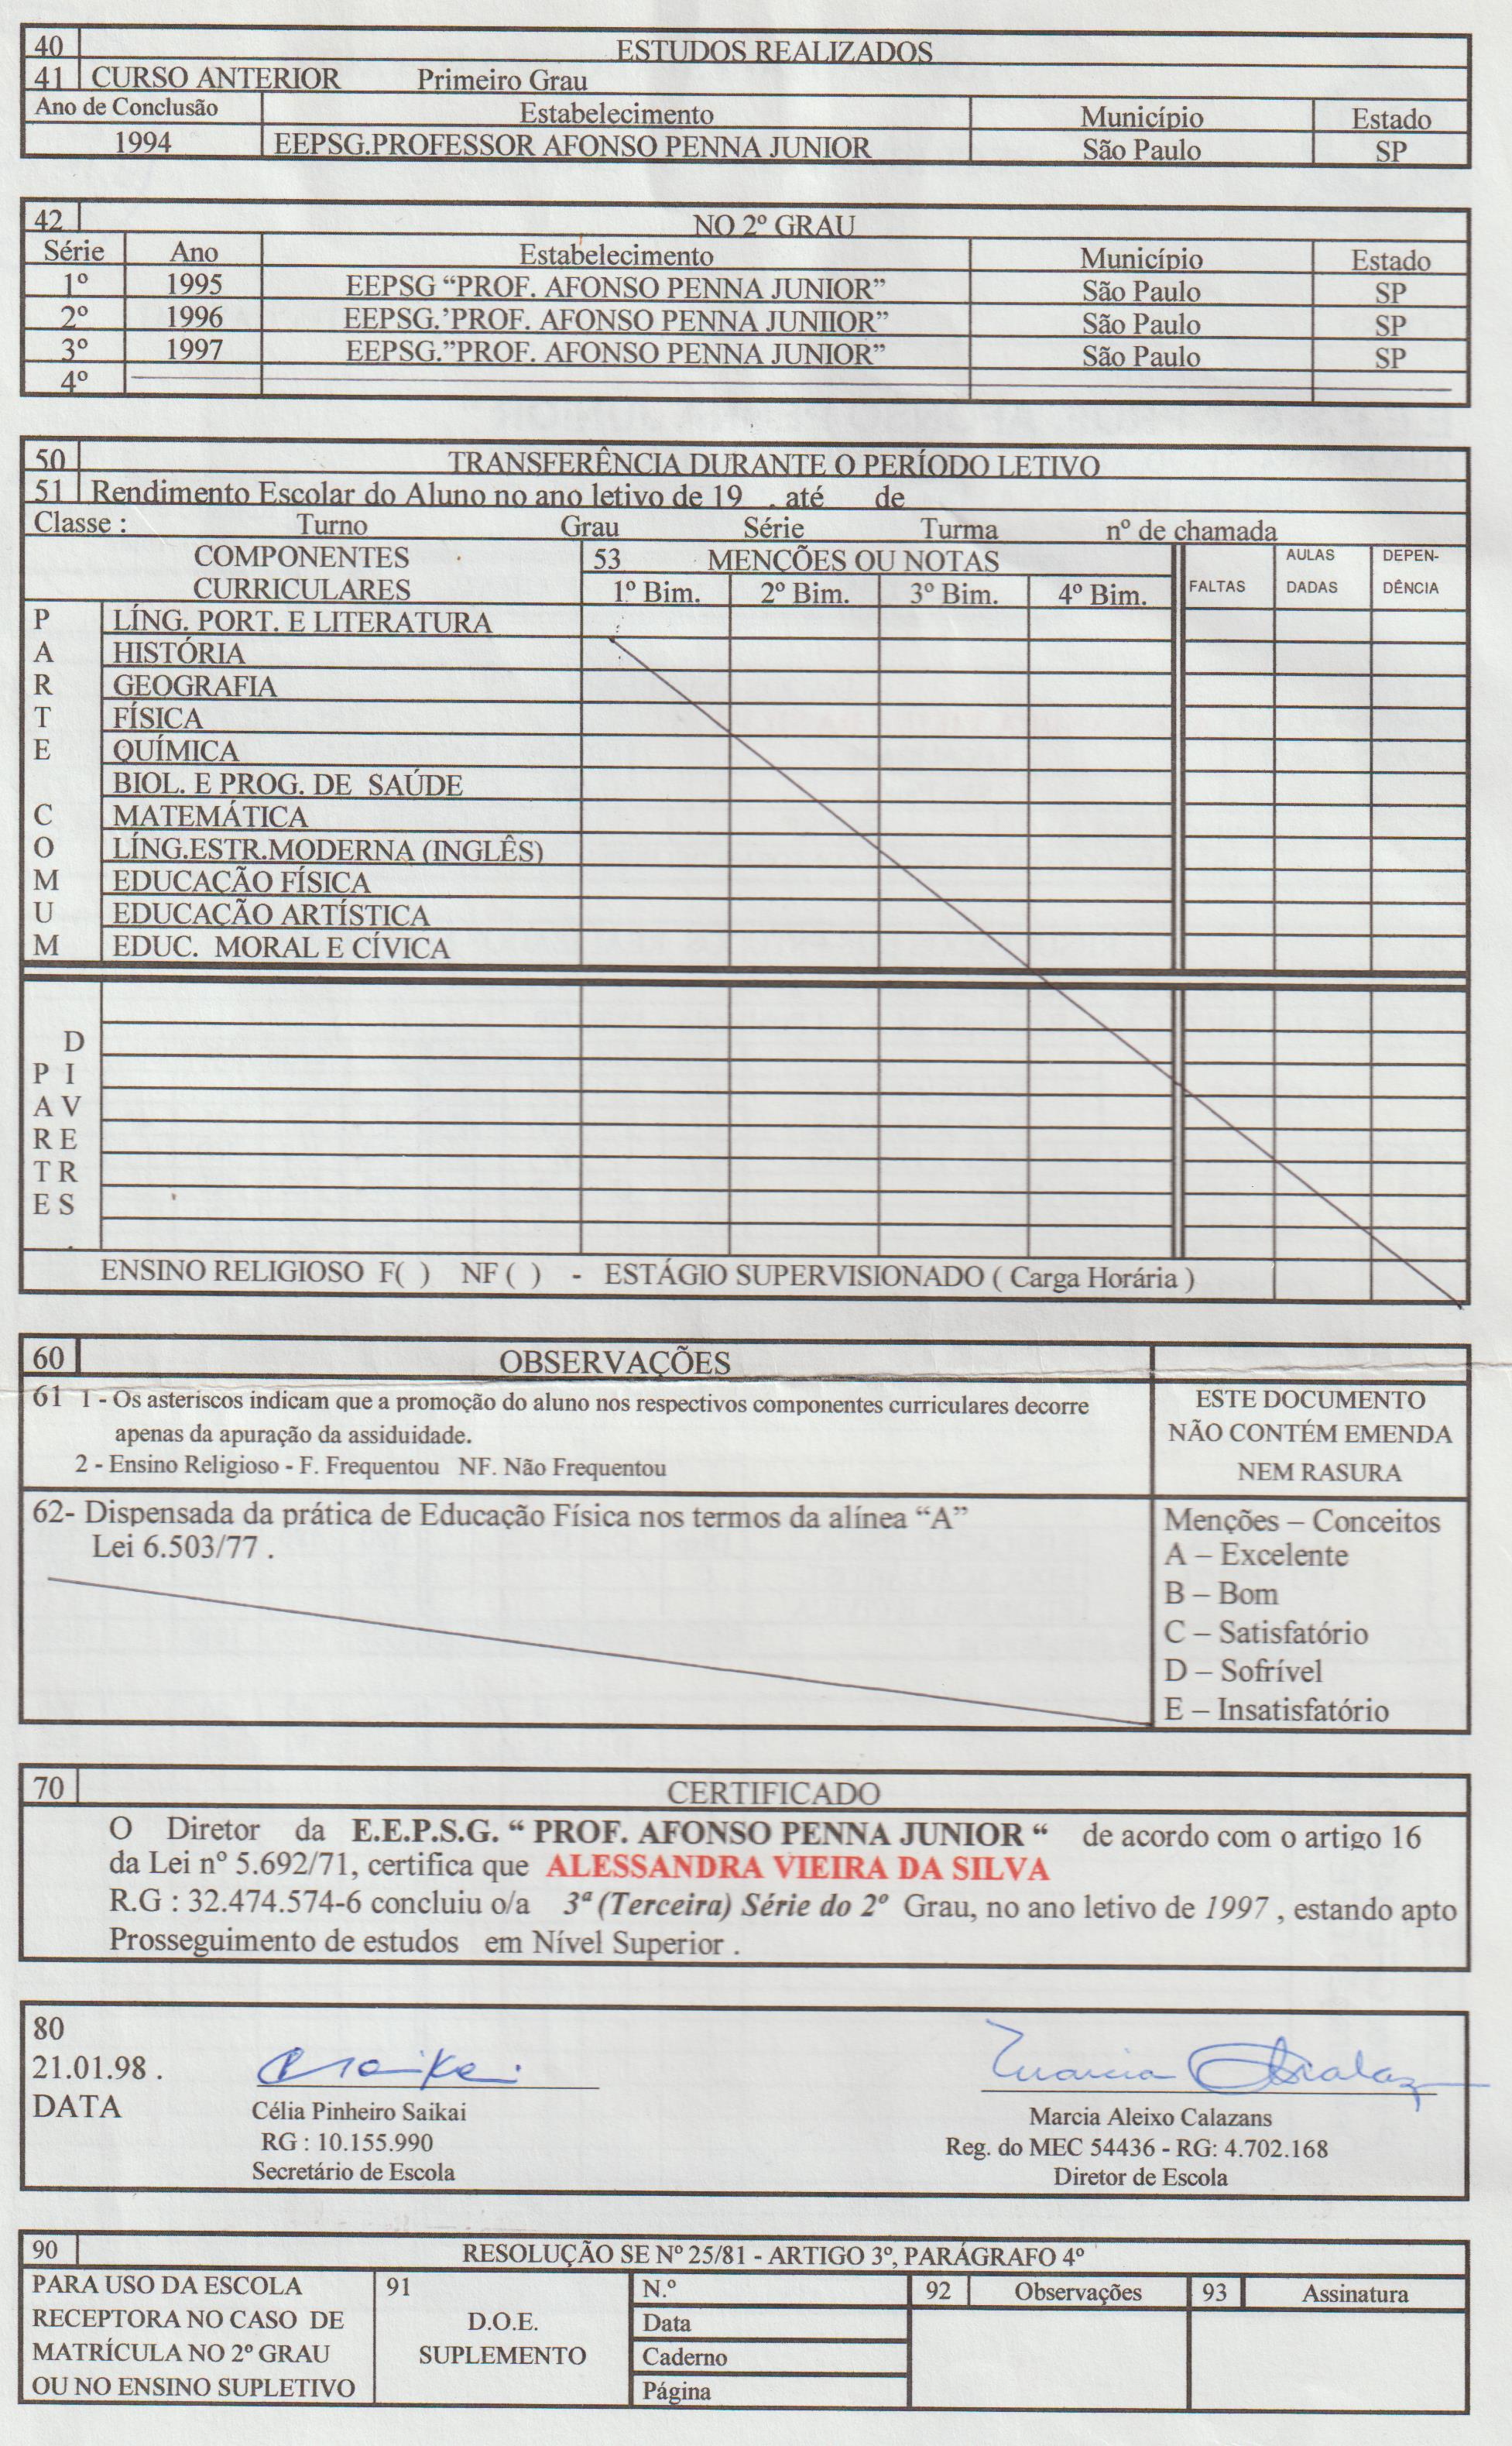 40 ESTUDOS REALIZADOS
41 CURSO ANTERIOR Primeiro Grau
Ano de Conclusão Estabelecimento Município Estado
1994 EEPSG.PROFESSOR AFONSO PENNA JUNIOR São Paulo SP
42 NO 2º GRAU
Série Ano Estabelecimento Município Estado
1º 1995 EEPSG “PROF. AFONSO PENNA JUNIOR” São Paulo SP
2º 1996 EEPSG.’PROF. AFONSO PENNA JUNIIOR” São Paulo SP
3º 1997 EEPSG.”PROF. AFONSO PENNA JUNIOR” São Paulo SP
4º
50 TRANSFERÊNCIA DURANTE O PERÍODO LETIVO
51 Rendimento Escolar do Aluno no ano letivo de 19 . até de
Classe : Turno Grau Série Turma nº de chamada
COMPONENTES CURRICULARES
53 MENÇÕES OU NOTAS
1º Bim. 2º Bim. 3º Bim. 4º Bim.
FALTAS
AULAS DADAS
DEPEN-
DÊNCIA
PARTE COMUM
LÍNG. PORT. E LITERATURA
HISTÓRIA
GEOGRAFIA
FÍSICA
QUÍMICA
BIOL. E PROG. DE SAÚDE
MATEMÁTICA
LÍNG.ESTR.MODERNA (INGLÊS)
EDUCAÇÃO FÍSICA
EDUCAÇÃO ARTÍSTICA
EDUC. MORAL E CÍVICA
D
P I
A V
R E
T R
E S
ENSINO RELIGIOSO F( ) NF ( ) - ESTÁGIO SUPERVISIONADO ( Carga Horária )
60 OBSERVAÇÕES
61 1 - Os asteriscos indicam que a promoção do aluno nos respectivos componentes curriculares decorre
apenas da apuração da assiduidade.
2 - Ensino Religioso - F. Frequentou NF. Não Frequentou
ESTE DOCUMENTO
NÃO CONTÉM EMENDA
NEM RASURA
62- Dispensada da prática de Educação Física nos termos da alínea “A”
Lei 6.503/77 .
Menções – Conceitos
A – Excelente
B – Bom
C – Satisfatório
D – Sofrível
E – Insatisfatório
70 CERTIFICADO
O Diretor da E.E.P.S.G. “ PROF. AFONSO PENNA JUNIOR “ de acordo com o artigo 16
da Lei nº 5.692/71, certifica que ALESSANDRA VIEIRA DA SILVA
R.G : 32.474.574-6 concluiu o/a 3ª (Terceira) Série do 2º Grau, no ano letivo de 1997 , estando apto
Prosseguimento de estudos em Nível Superior .
80
21.01.98 .
DATA
Célia Pinheiro Saikai
RG : 10.155.990
Secretário de Escola
Marcia Aleixo Calazans
Reg. do MEC 54436 - RG: 4.702.168
Diretor de Escola
90 RESOLUÇÃO SE Nº 25/81 - ARTIGO 3º, PARÁGRAFO 4º
PARA USO DA ESCOLA
RECEPTORA NO CASO DE
MATRÍCULA NO 2º GRAU
OU NO ENSINO SUPLETIVO
91
D.O.E.
SUPLEMENTO
N.º
Data
Caderno
Página
92 Observações
93 Assinatura